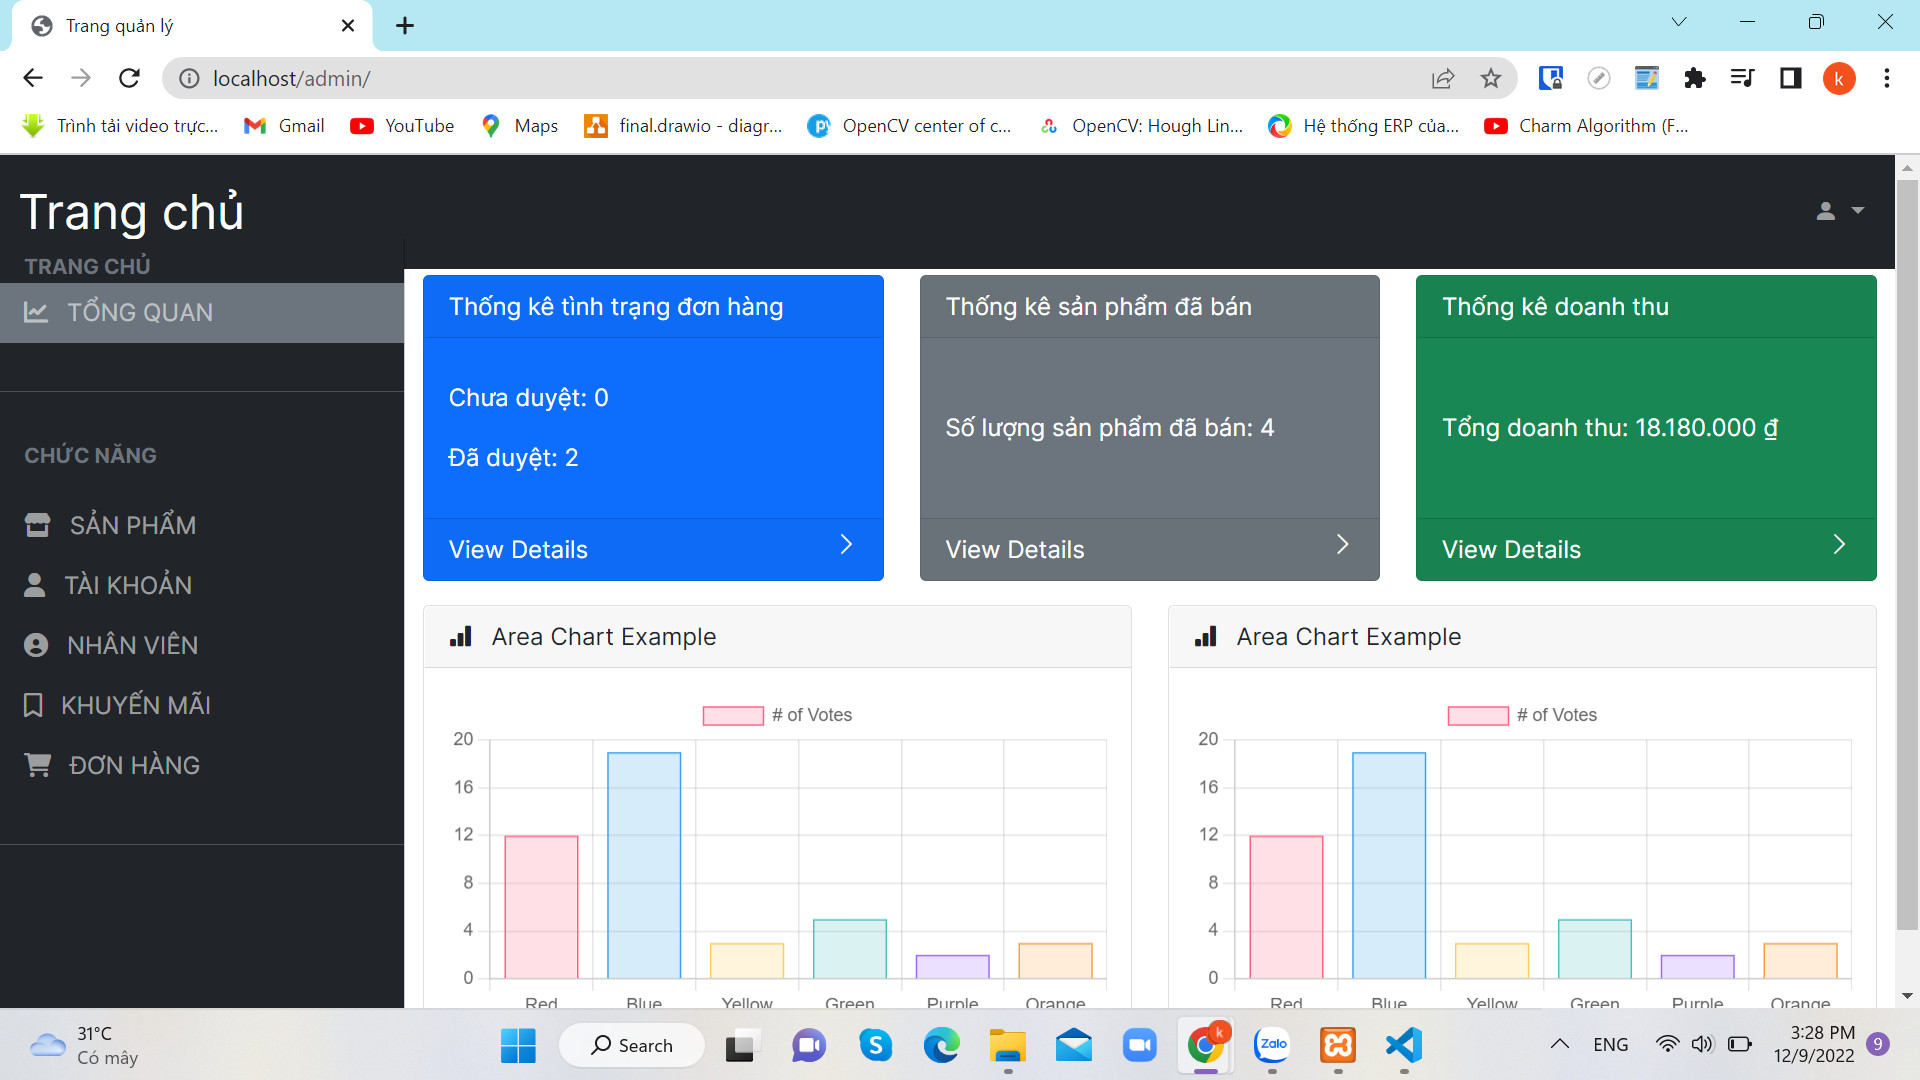 Trang quản lý
localhost/admin/
Trình tải video trực...
Gmail
YouTube
Maps
final.drawio - diagr...
OpenCV center of c...
OpenCV: Hough Lin...
Hệ thống ERP của...
Charm Algorithm (F...
k
Trang chủ
TRANG CHỦ
TỔNG QUAN
CHỨC NĂNG
SẢN PHẨM
TÀI KHOẢN
NHÂN VIÊN
KHUYẾN MÃI
ĐƠN HÀNG
Thống kê tình trạng đơn hàng
Chưa duyệt: 0
Đã duyệt: 2
View Details
Thống kê sản phẩm đã bán
Số lượng sản phẩm đã bán: 4
View Details
Thống kê doanh thu
Tổng doanh thu: 18.180.000 ₫
View Details
Area Chart Example
# of Votes
20
16
12
8
4
0
Red Blue Yellow Green Purple Orange
Area Chart Example
# of Votes
20
16
12
8
4
0
Red Blue Yellow Green Purple Orange
31°C
Có mây
Search
k
Zalo
ENG
3:28 PM
12/9/2022
9